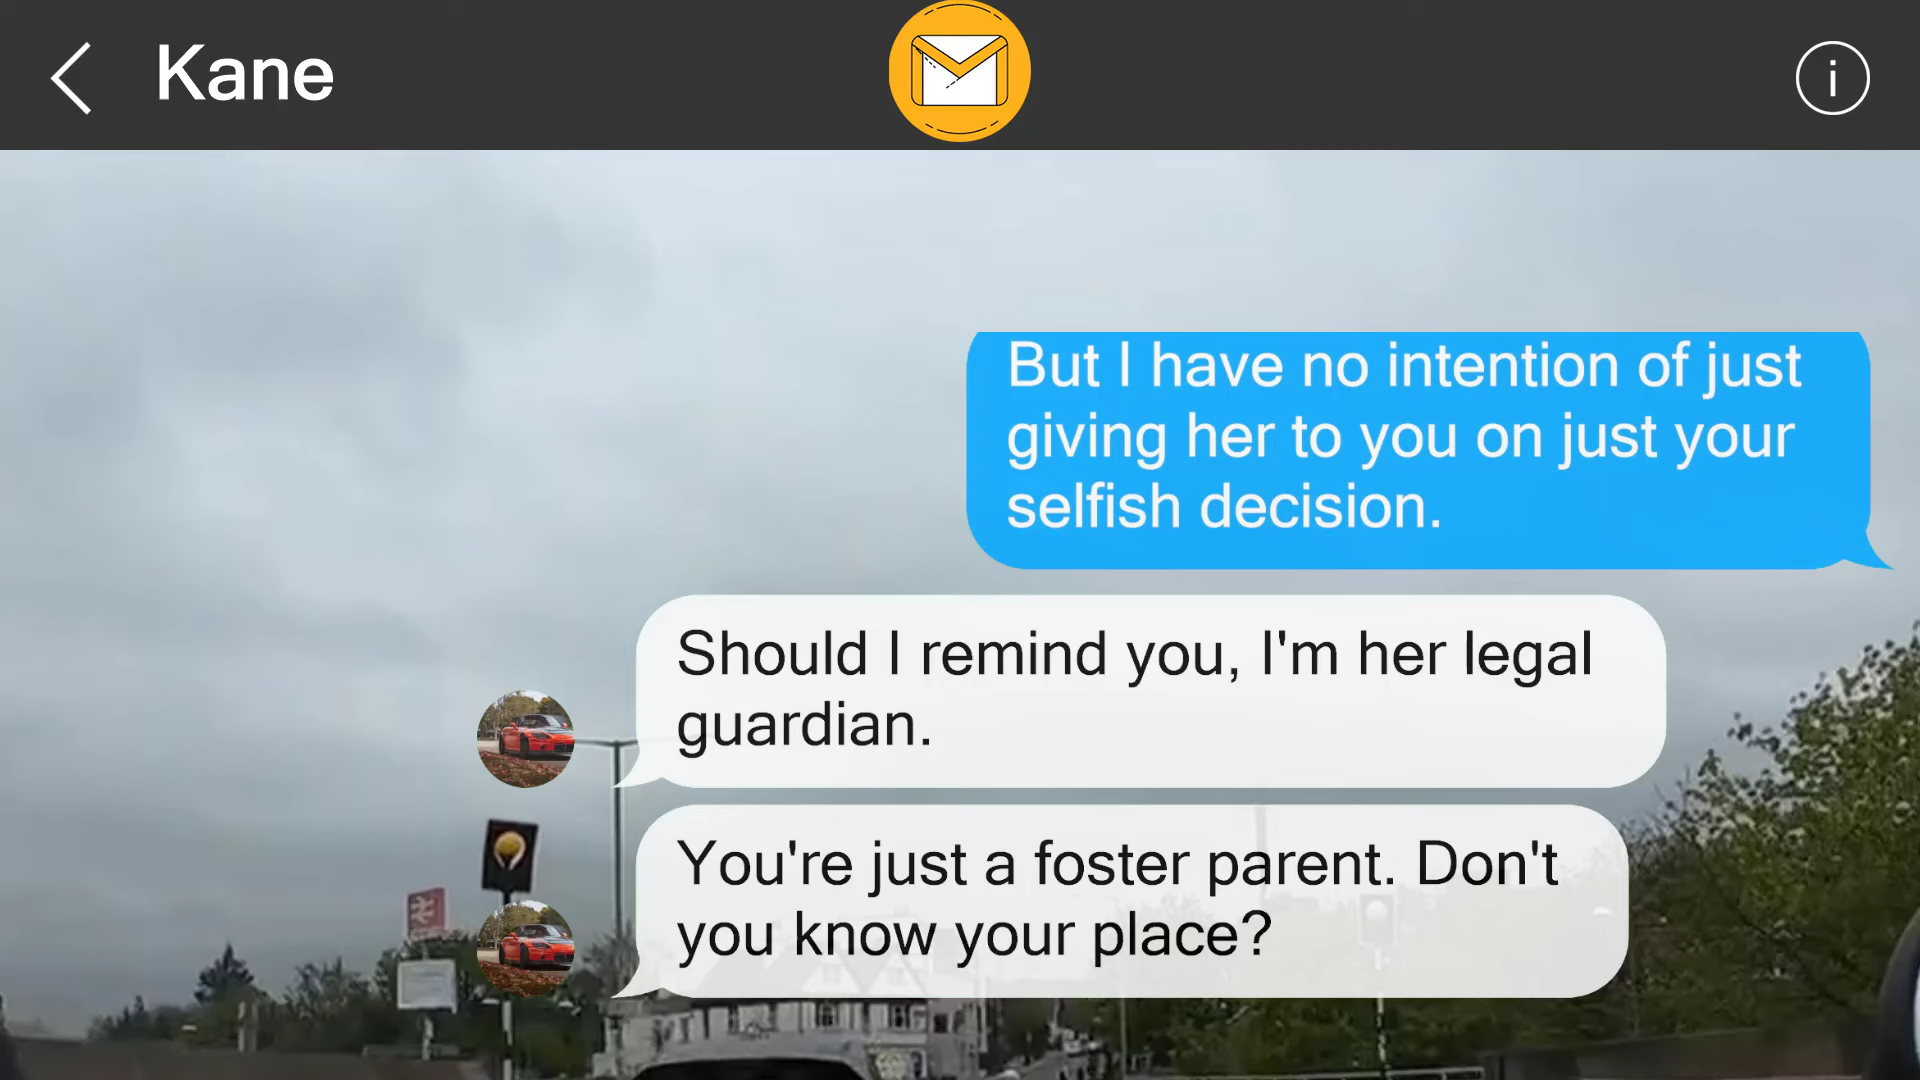 Kane
But I have no intention of just
giving her to you on just your
selfish decision.
Should I remind you, I'm her legal
guardian.
You're just a foster parent. Don't
you know your place?